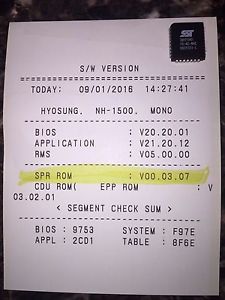 SST
S/W VERSION
TODAY: 09/01/2016 14:27:41
HYOSUNG, NH-1500, MONO
BIOS : V20.20.01
APPLICATION : V21.20.12
RMS : V05.00.00
SPR ROM : V00.03.07
CDU ROM( EPP ROM : V
03.02.01
< SEGMENT CHECK SUM >
BIOS : 9753 SYSTEM : F97E
APPL : 2CD1 TABLE : 8F6E